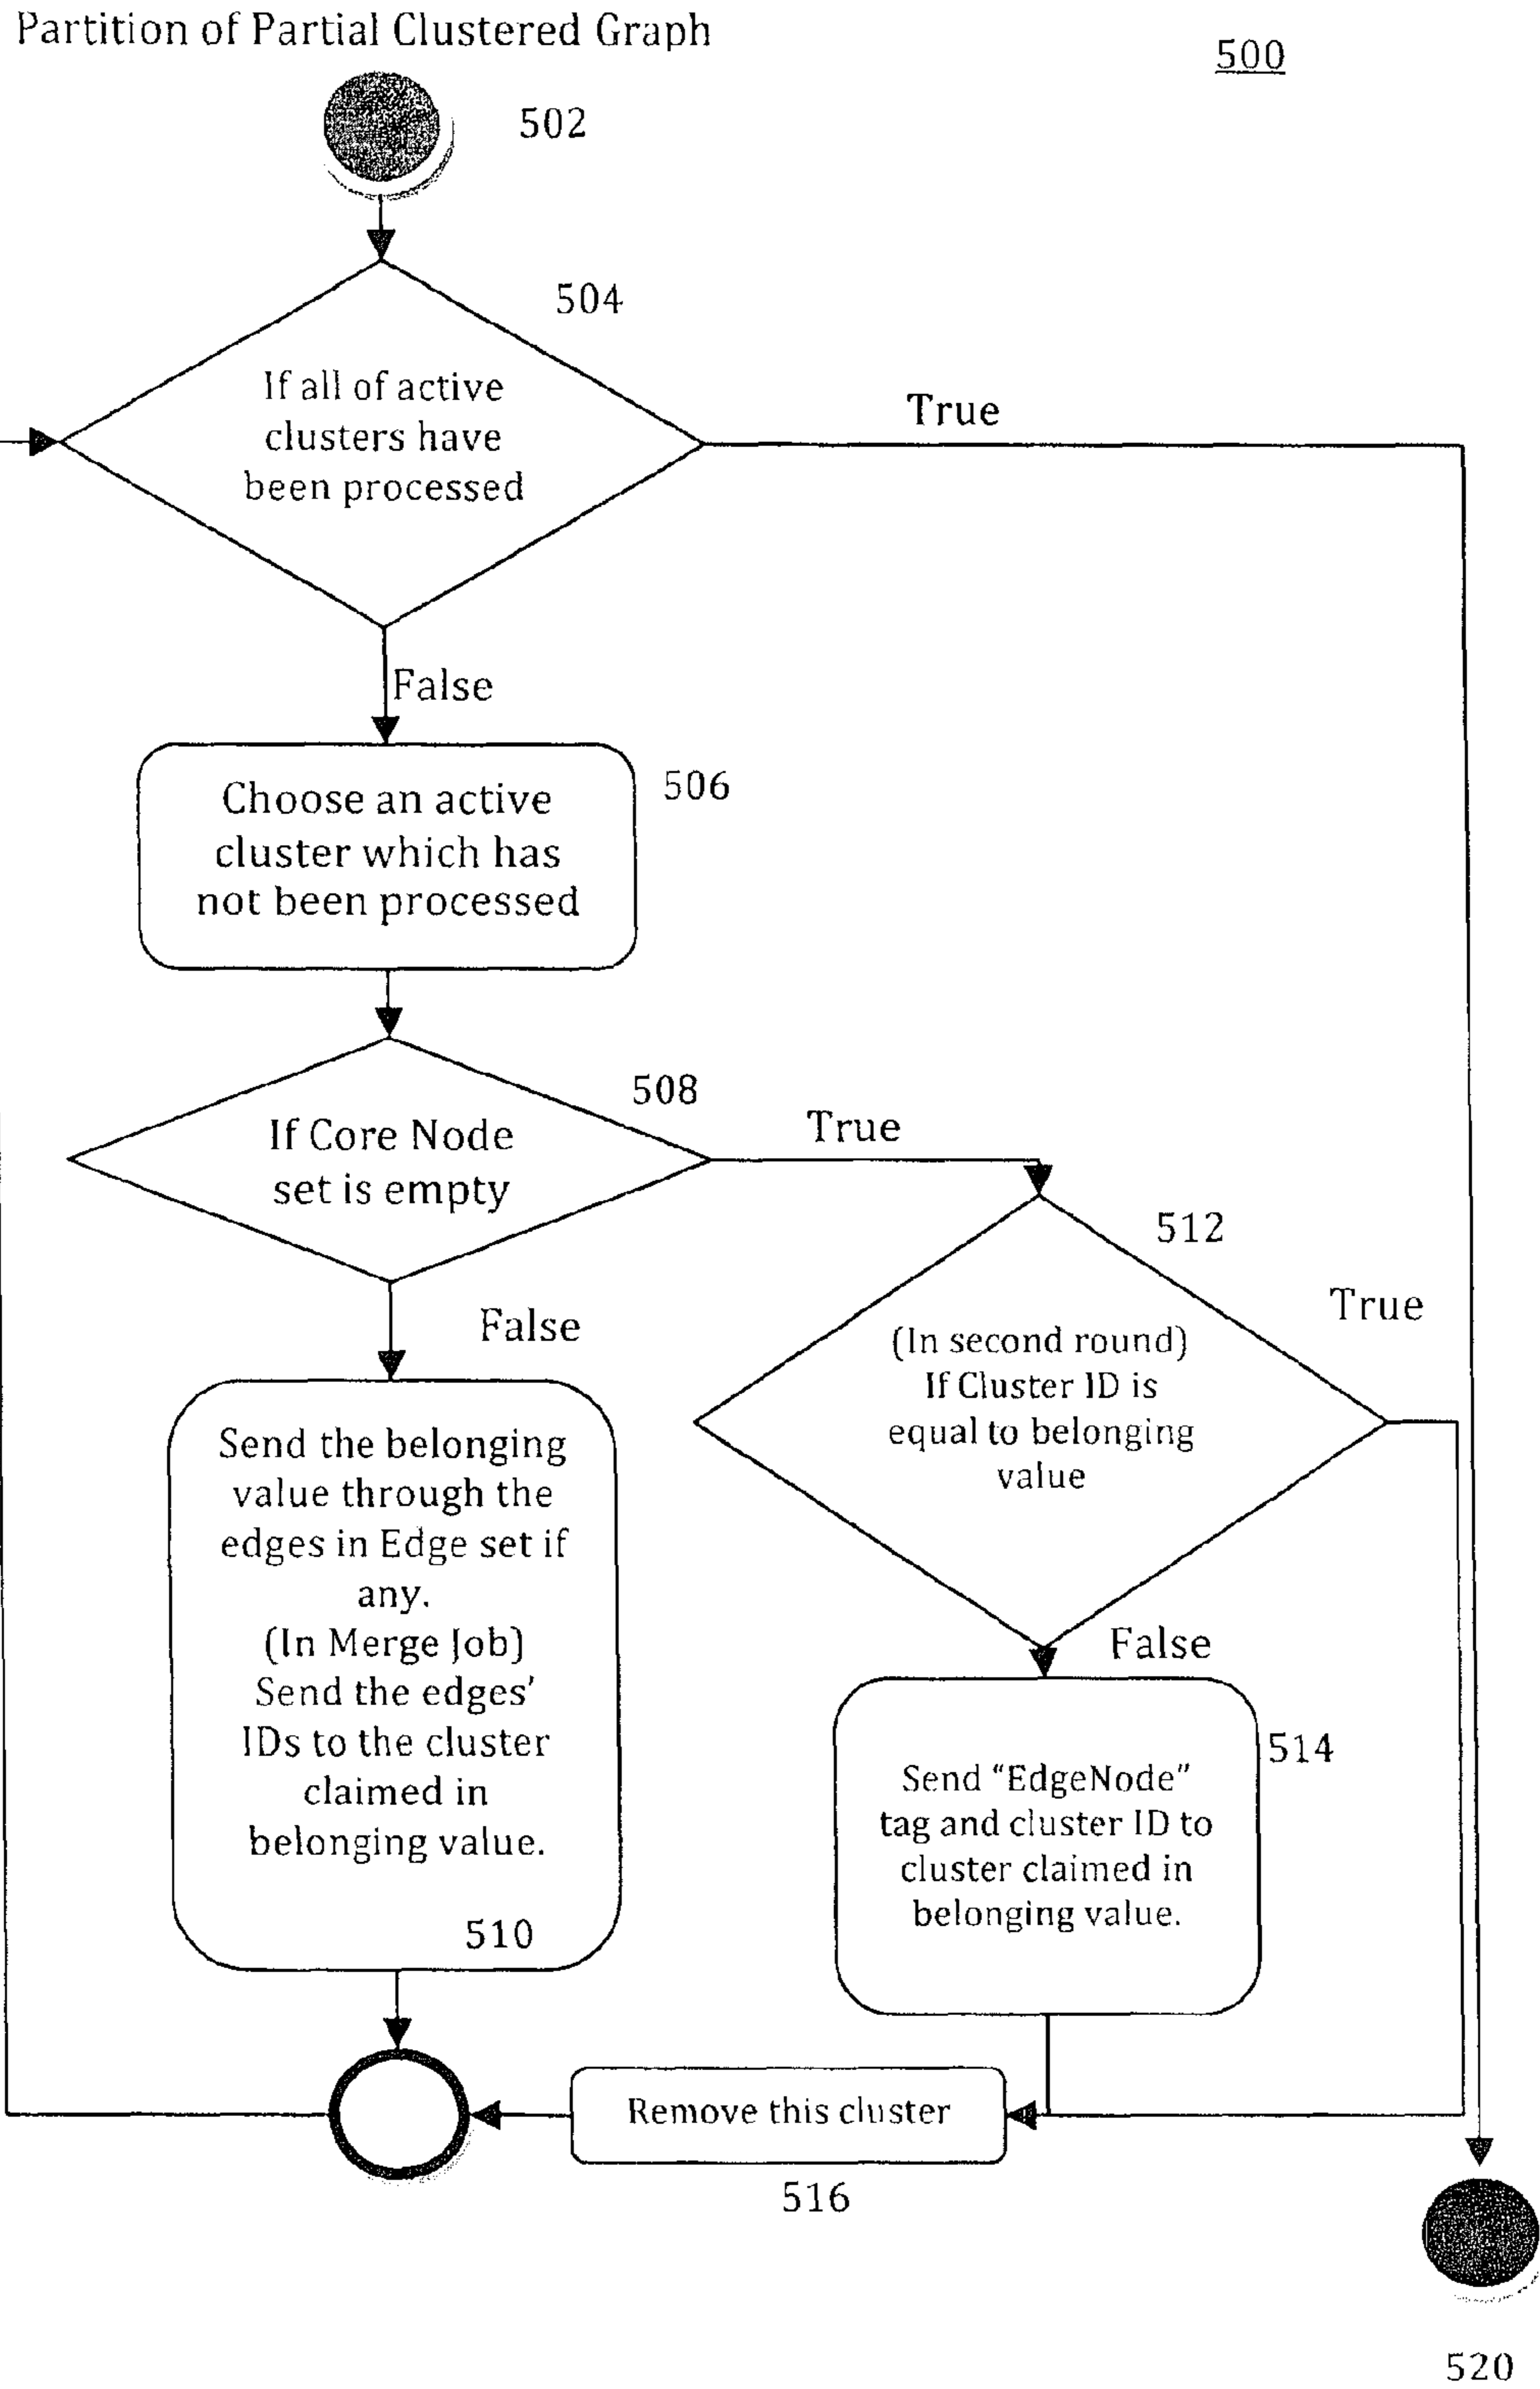 Partition of Partial Clustered Graph
500
502
504
If all of active
clusters have
been processed
True
False
Choose an active
cluster which has
not been processed
506
508
If Core Node
set is empty
True
512
True
False
(In second round)
If Cluster ID is
equal to belonging
value
Send the belonging
value through the
edges in Edge set if
any.
(In Merge Job)
Send the edges'
IDs to the cluster
claimed in
belonging value.
510
False
514
Send "EdgeNode"
tag and cluster ID to
cluster claimed in
belonging value.
Remove this cluster
516
520